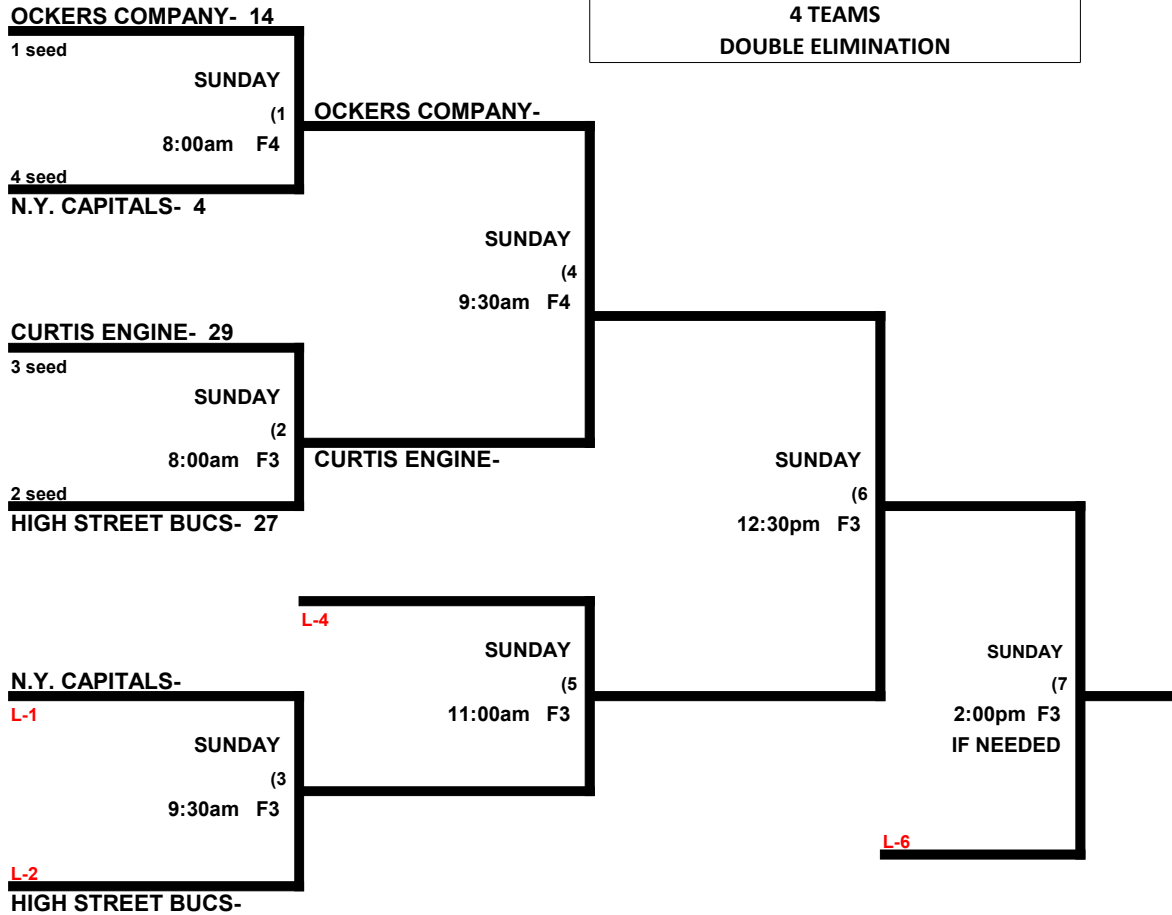 4 TEAMS
DOUBLE ELIMINATION
OCKERS COMPANY- 14
1 seed
SUNDAY
(1
8:00am F4
4 seed
N.Y. CAPITALS- 4
OCKERS COMPANY-
SUNDAY
(4
9:30am F4
CURTIS ENGINE- 29
3 seed
SUNDAY
(2
8:00am F3
2 seed
HIGH STREET BUCS- 27
CURTIS ENGINE-
SUNDAY
(6
12:30pm F3
L-4
SUNDAY
(5
11:00am F3
N.Y. CAPITALS-
L-1
SUNDAY
(3
9:30am F3
L-2
HIGH STREET BUCS-
SUNDAY
(7
2:00pm F3
IF NEEDED
L-6